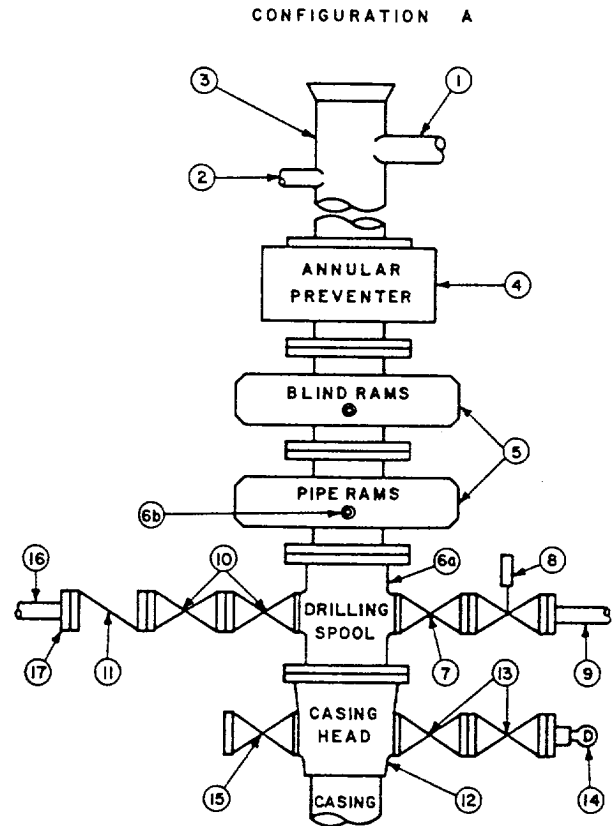 CONFIGURATION A
3
1
2
ANNULAR
PREVENTER
4
BLIND RAMS
5
PIPE RAMS
6b
16
10
6a
8
DRILLING
SPOOL
17
11
7
9
13
CASING
HEAD
15
12
14
CASING